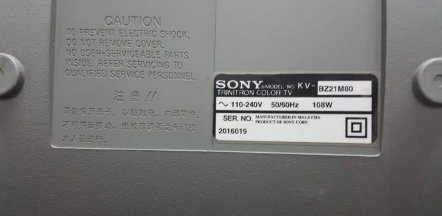 CAUTION
TO PREVENT ELECTRIC SHOCK,
DO NOT REMOVE COVER.
NO USER-SERVICEABLE PARTS
INSIDE. REFER SERVICING TO
QUALIFIED SERVICE PERSONNEL.
注意!!
SONY MODEL NO. KV-BZ21M80
TRINITRON COLOR TV
~ 110-240V 50/60Hz 108W
SER. NO. MANUFACTURED IN MALAYSIA
PRODUCT OF SONY CORP.
2016019